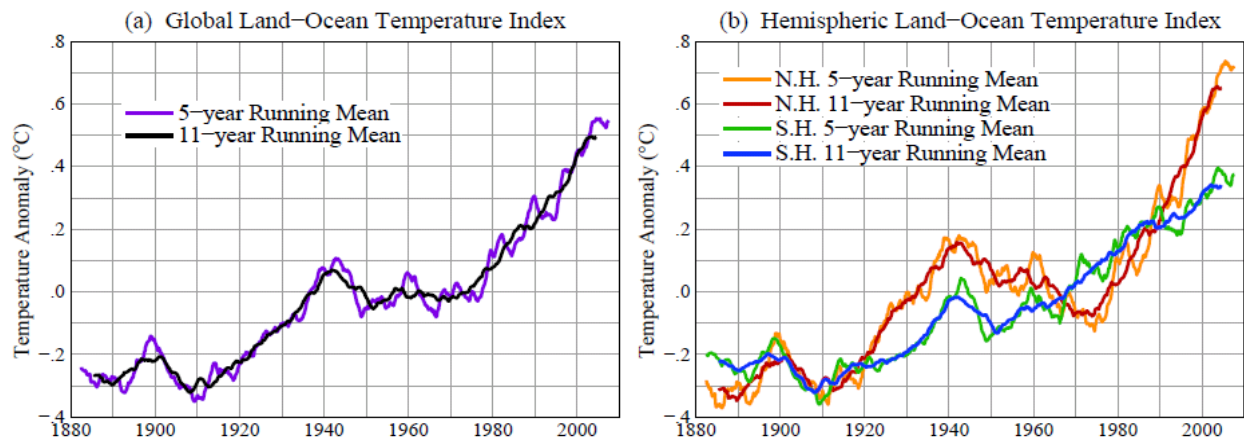 (a) Global Land−Ocean Temperature Index
.8
.6
.4
.2
.0
−.2
−.4
Temperature Anomaly (°C)
5−year Running Mean
11−year Running Mean
1880 1900 1920 1940 1960 1980 2000
(b) Hemispheric Land−Ocean Temperature Index
.8
.6
.4
.2
.0
−.2
−.4
Temperature Anomaly (°C)
N.H. 5−year Running Mean
N.H. 11−year Running Mean
S.H. 5−year Running Mean
S.H. 11−year Running Mean
1880 1900 1920 1940 1960 1980 2000